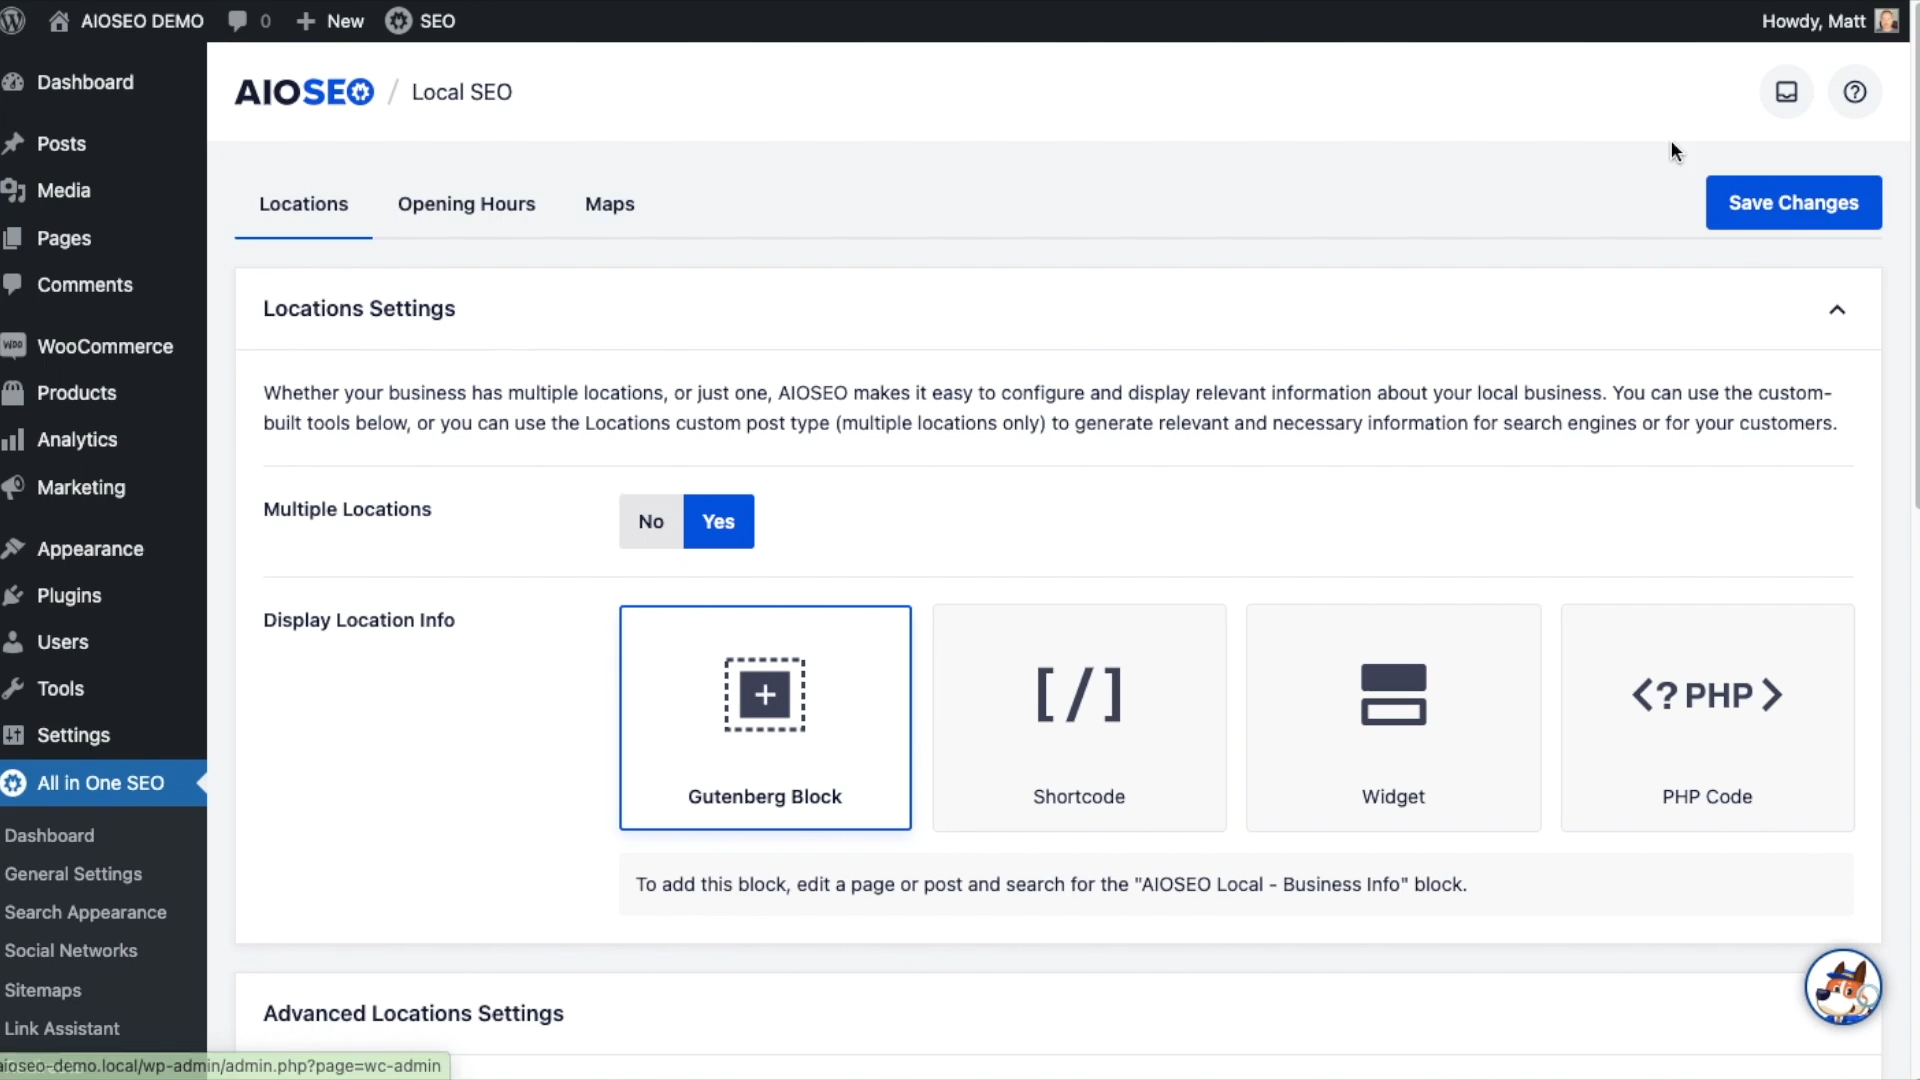 AIOSEO DEMO
0
New
SEO
Howdy, Matt
Dashboard
Posts
Media
Pages
Comments
WooCommerce
Products
Analytics
Marketing
Appearance
Plugins
Users
Tools
Settings
All in One SEO
Dashboard
General Settings
Search Appearance
Social Networks
Sitemaps
Link Assistant
aioseo-demo.local/wp-admin/admin.php?page=wc-admin
AIOSEO / Local SEO
Locations
Opening Hours
Maps
Save Changes
Locations Settings
Whether your business has multiple locations, or just one, AIOSEO makes it easy to configure and display relevant information about your local business. You can use the custom-
built tools below, or you can use the Locations custom post type (multiple locations only) to generate relevant and necessary information for search engines or for your customers.
Multiple Locations
No
Yes
Display Location Info
[/]
<? PHP >
Gutenberg Block
Shortcode
Widget
PHP Code
To add this block, edit a page or post and search for the "AIOSEO Local - Business Info" block.
Advanced Locations Settings